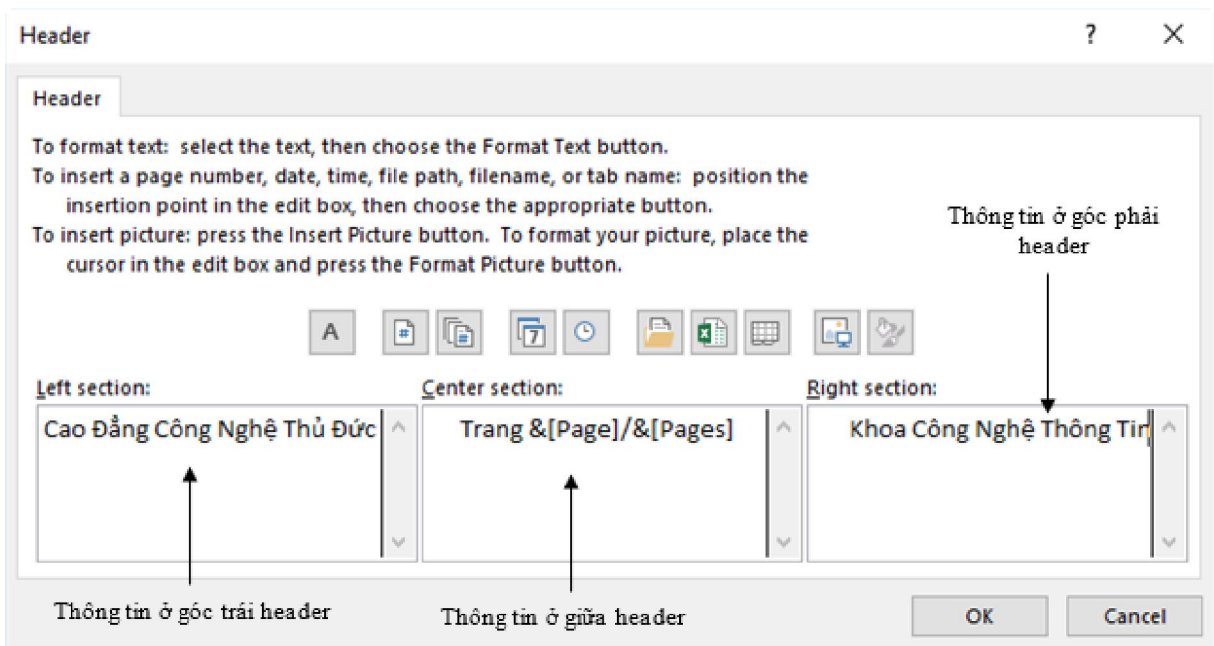 Header
?
Header
To format text: select the text, then choose the Format Text button.
To insert a page number, date, time, file path, filename, or tab name: position the
insertion point in the edit box, then choose the appropriate button.
To insert picture: press the Insert Picture button. To format your picture, place the
cursor in the edit box and press the Format Picture button.
Thông tin ở góc phải
header
A
#
#
7
Left section:
Center section:
Right section:
Cao Đẳng Công Nghệ Thủ Đức
Trang &[Page]/&[Pages]
Khoa Công Nghệ Thông Tin
Thông tin ở góc trái header
Thông tin ở giữa header
OK
Cancel